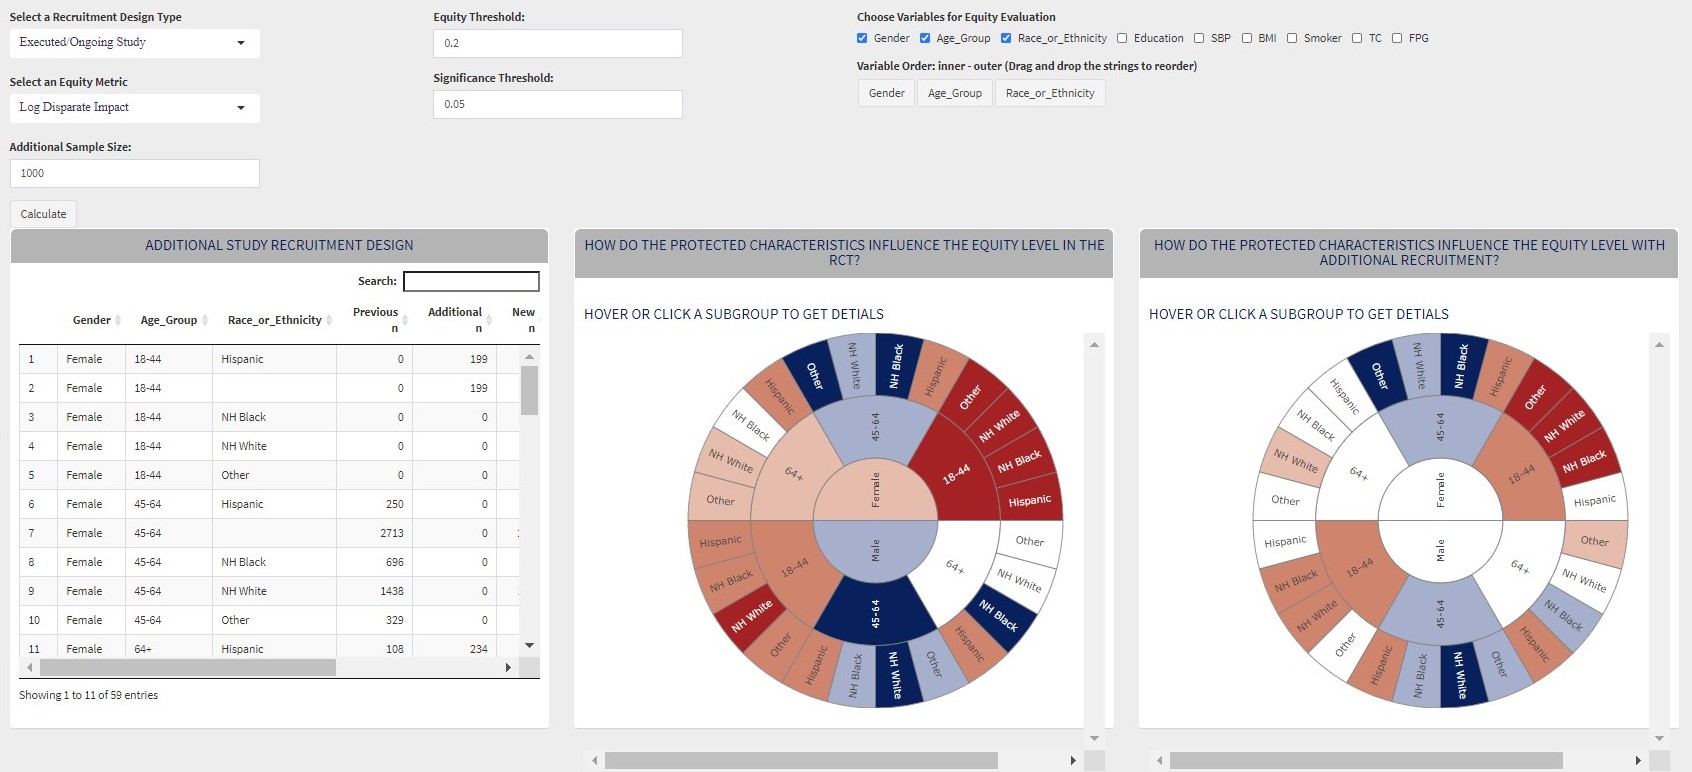 Select a Recruitment Design Type
Executed/Ongoing Study
Select an Equity Metric
Log Disparate Impact
Additional Sample Size:
1000
Calculate
Equity Threshold:
0.2
Significance Threshold:
0.05
Choose Variables for Equity Evaluation
Gender Age_Group Race_or_Ethnicity Education SBP BMI Smoker TC FPG
Variable Order: inner - outer (Drag and drop the strings to reorder)
Gender Age_Group Race_or_Ethnicity
ADDITIONAL STUDY RECRUITMENT DESIGN
Search:
Gender Age_Group Race_or_Ethnicity Previous n Additional n New n
1 Female 18-44 Hispanic 0 199
2 Female 18-44 0 199
3 Female 18-44 NH Black 0 0
4 Female 18-44 NH White 0 0
5 Female 18-44 Other 0 0
6 Female 45-64 Hispanic 250 0
7 Female 45-64 2713 0
8 Female 45-64 NH Black 696 0
9 Female 45-64 NH White 1438 0
10 Female 45-64 Other 329 0
11 Female 64+ Hispanic 108 234
Showing 1 to 11 of 59 entries
HOW DO THE PROTECTED CHARACTERISTICS INFLUENCE THE EQUITY LEVEL IN THE
RCT?
HOVER OR CLICK A SUBGROUP TO GET DETIALS
Female
Male
45-64
18-44
64+
45-64
18-44
64+
NH Black
Hispanic
Other
NH White
NH Black
Hispanic
Other
NH White
NH Black
Hispanic
Other
NH White
NH Black
Hispanic
Other
NH White
NH Black
Hispanic
Other
NH White
NH Black
Hispanic
Other
NH White
HOW DO THE PROTECTED CHARACTERISTICS INFLUENCE THE EQUITY LEVEL WITH
ADDITIONAL RECRUITMENT?
HOVER OR CLICK A SUBGROUP TO GET DETIALS
Female
Male
45-64
18-44
64+
45-64
18-44
64+
NH Black
Hispanic
Other
NH White
NH Black
Hispanic
Other
NH White
NH Black
Hispanic
Other
NH White
NH Black
Hispanic
Other
NH White
NH Black
Hispanic
Other
NH White
NH Black
Hispanic
Other
NH White